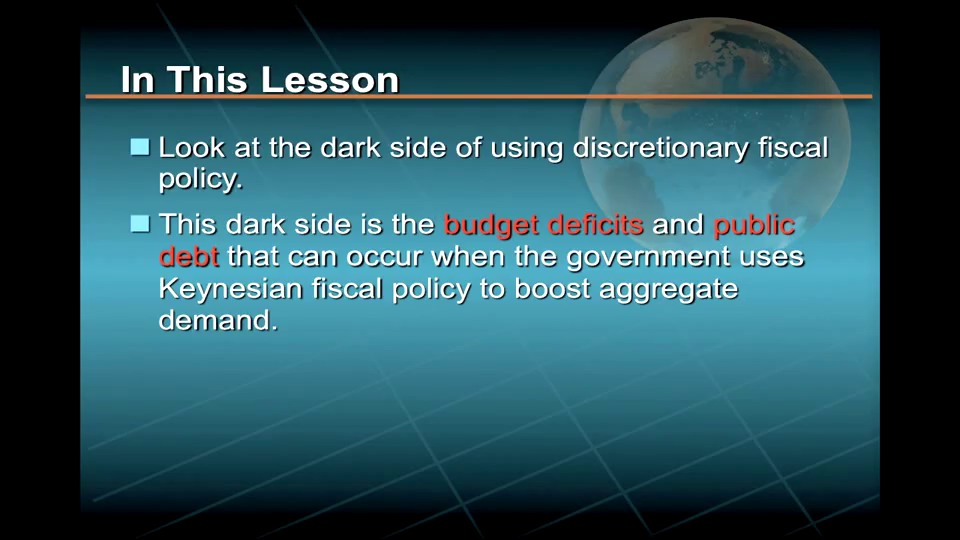 In This Lesson
Look at the dark side of using discretionary fiscal
policy.
This dark side is the budget deficits and public
debt that can occur when the government uses
Keynesian fiscal policy to boost aggregate
demand.